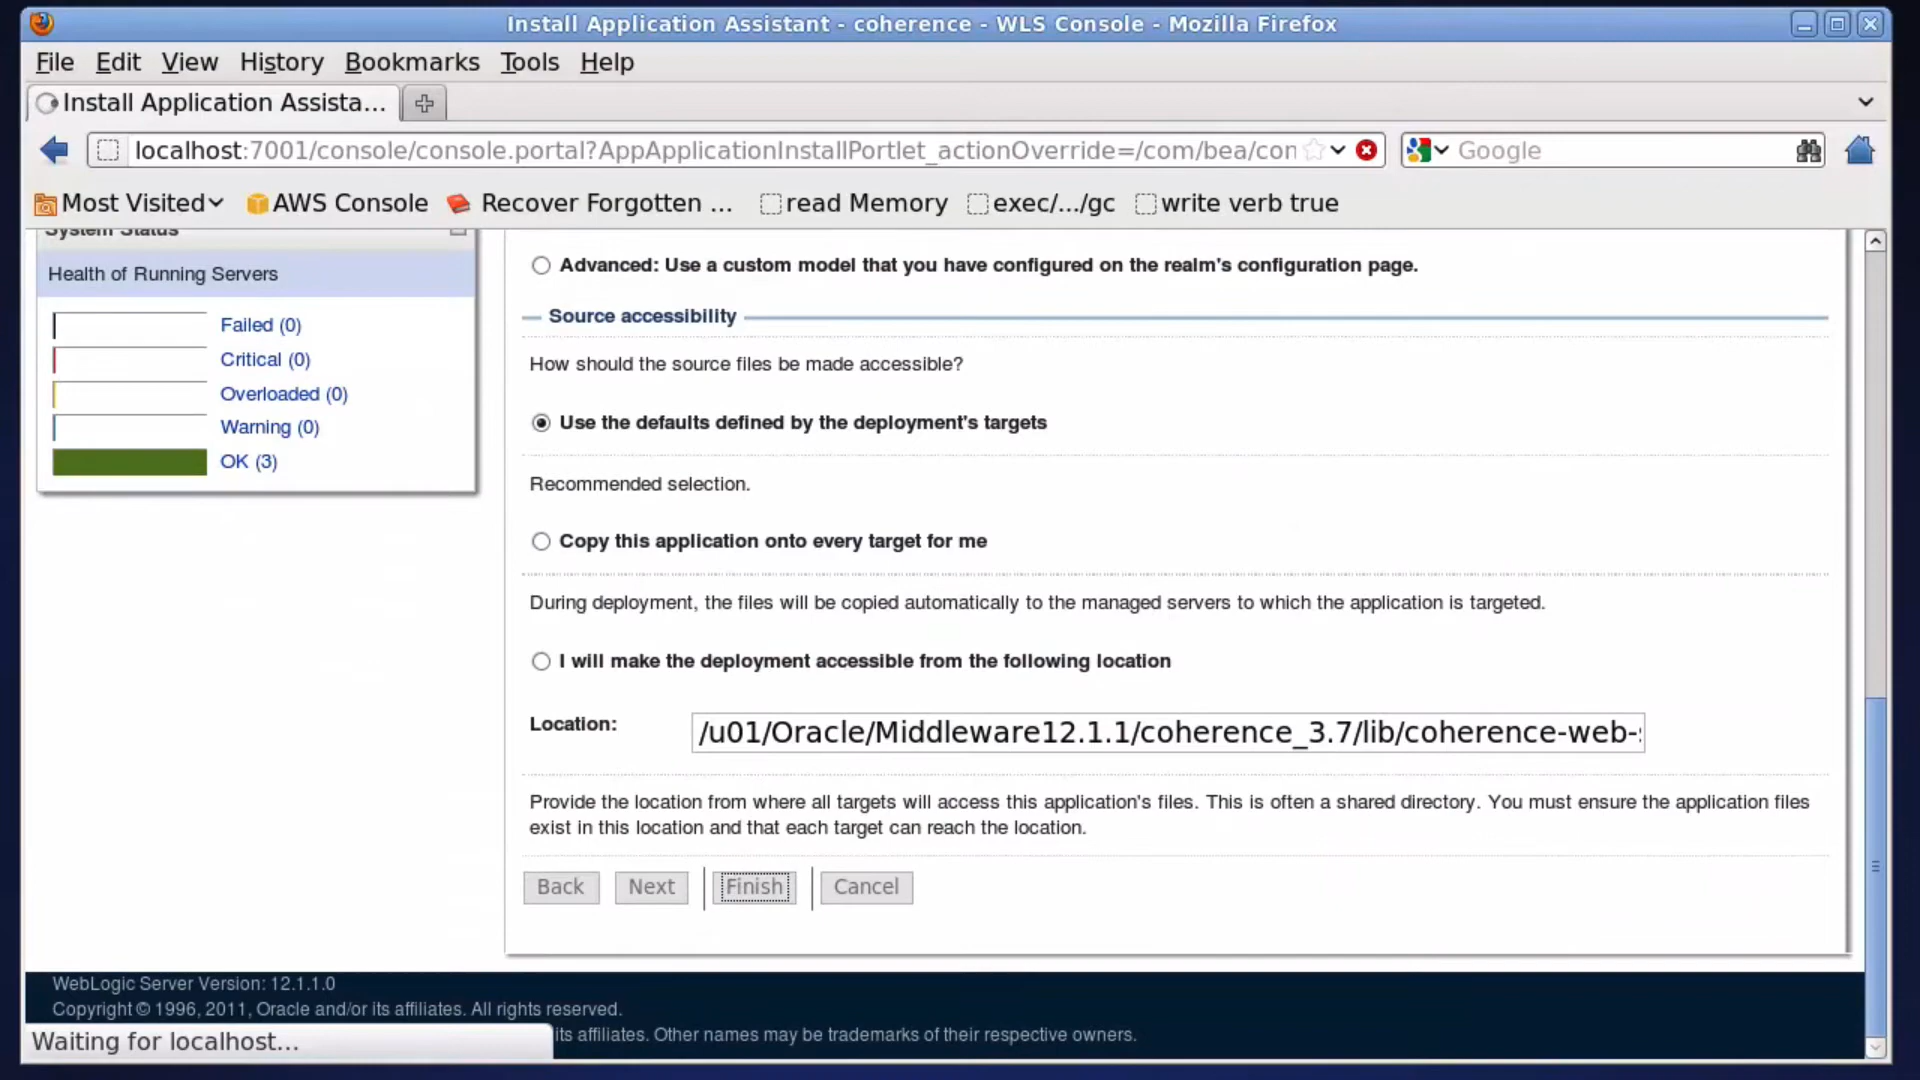 Install Application Assistant - coherence - WLS Console - Mozilla Firefox
File Edit View History Bookmarks Tools Help
Install Application Assista...
localhost:7001/console/console.portal?AppApplicationInstallPortlet_actionOverride=/com/bea/con
Google
Most Visited AWS Console Recover Forgotten ... read Memory exec/.../gc write verb true
System Status
Health of Running Servers
Failed (0)
Critical (0)
Overloaded (0)
Warning (0)
OK (3)
Advanced: Use a custom model that you have configured on the realm's configuration page.
Source accessibility
How should the source files be made accessible?
Use the defaults defined by the deployment's targets
Recommended selection.
Copy this application onto every target for me
During deployment, the files will be copied automatically to the managed servers to which the application is targeted.
I will make the deployment accessible from the following location
Location: /u01/Oracle/Middleware12.1.1/coherence_3.7/lib/coherence-web-
Provide the location from where all targets will access this application's files. This is often a shared directory. You must ensure the application files
exist in this location and that each target can reach the location.
Back Next Finish Cancel
WebLogic Server Version: 12.1.1.0
Copyright © 1996, 2011, Oracle and/or its affiliates. All rights reserved.
its affiliates. Other names may be trademarks of their respective owners.
Waiting for localhost...